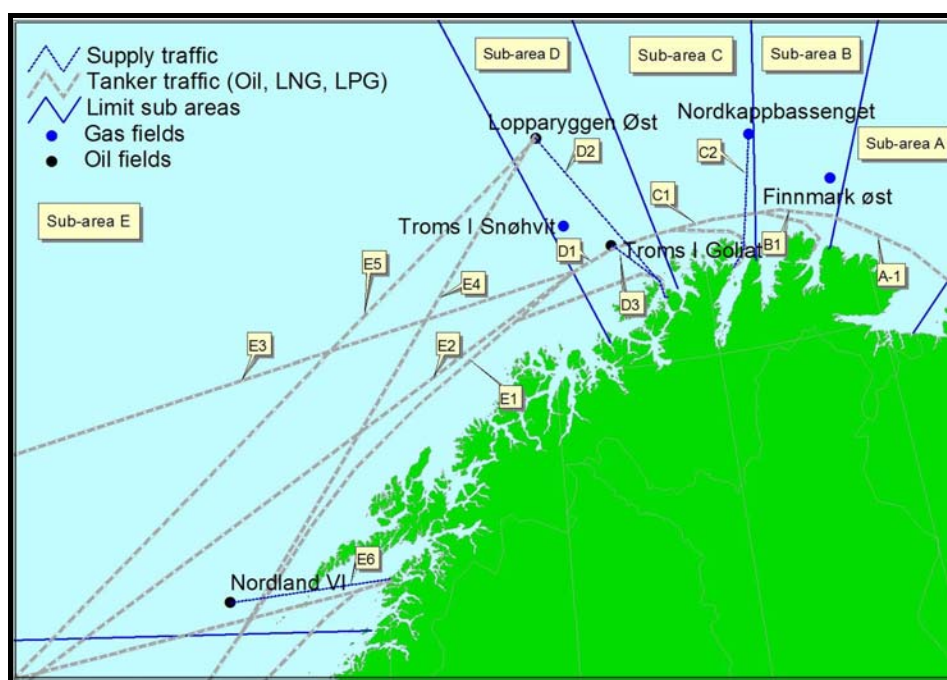 Supply traffic
Tanker traffic (Oil, LNG, LPG)
Limit sub areas
Gas fields
Oil fields
Sub-area D
Sub-area C
Sub-area B
Sub-area A
Sub-area E
Lopparyggen Øst
Nordkappbassenget
D2
C2
C1
Finnmark øst
Troms I Snøhvit
D1
Troms I Goliat
B1
A-1
E5
E4
D3
E3
E2
E1
E6
Nordland VI